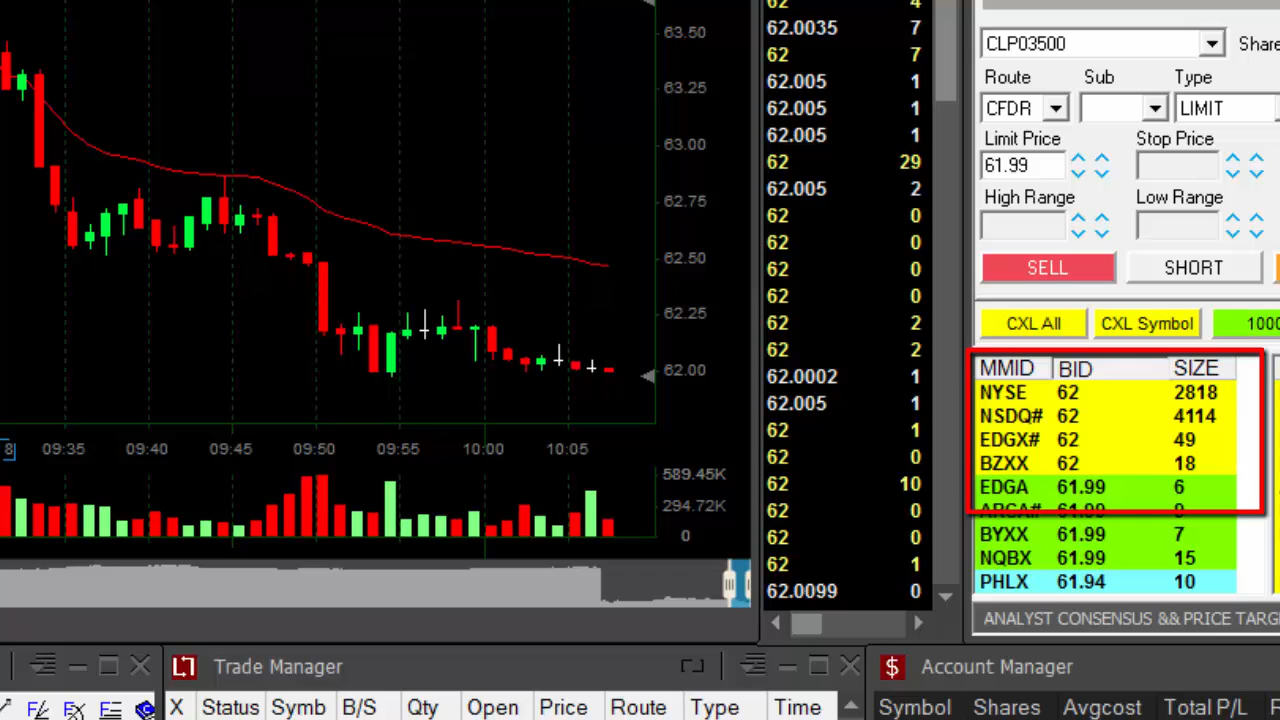 63.50
63.25
63.00
62.75
62.50
62.25
62.00
8
09:35 09:40 09:45 09:50 09:55 10:00 10:05
589.45K
294.72K
0
62 4
62.0035 7
62 7
62.005 1
62.005 1
62.005 1
62 29
62.005 2
62 0
62 0
62 0
62 0
62 2
62 2
62.0002 1
62.005 1
62 1
62 0
62 10
62 0
62 0
62 1
62.0099 0
CLP03500 Share
Route Sub Type
CFDR LIMIT
Limit Price Stop Price
61.99
High Range Low Range
SELL SHORT
CXL All CXL Symbol 1000
MMID BID SIZE
NYSE 62 2818
NSDQ# 62 4114
EDGX# 62 49
BZXX 62 18
EDGA 61.99 6
ARCA# 61.99
BYXX 61.99 7
NQBX 61.99 15
PHLX 61.94 10
ANALYST CONSENSUS && PRICE TARG
Trade Manager
X Status Symb B/S Qty Open Price Route Type Time
$ Account Manager
Symbol Shares Avgcost Total P/L